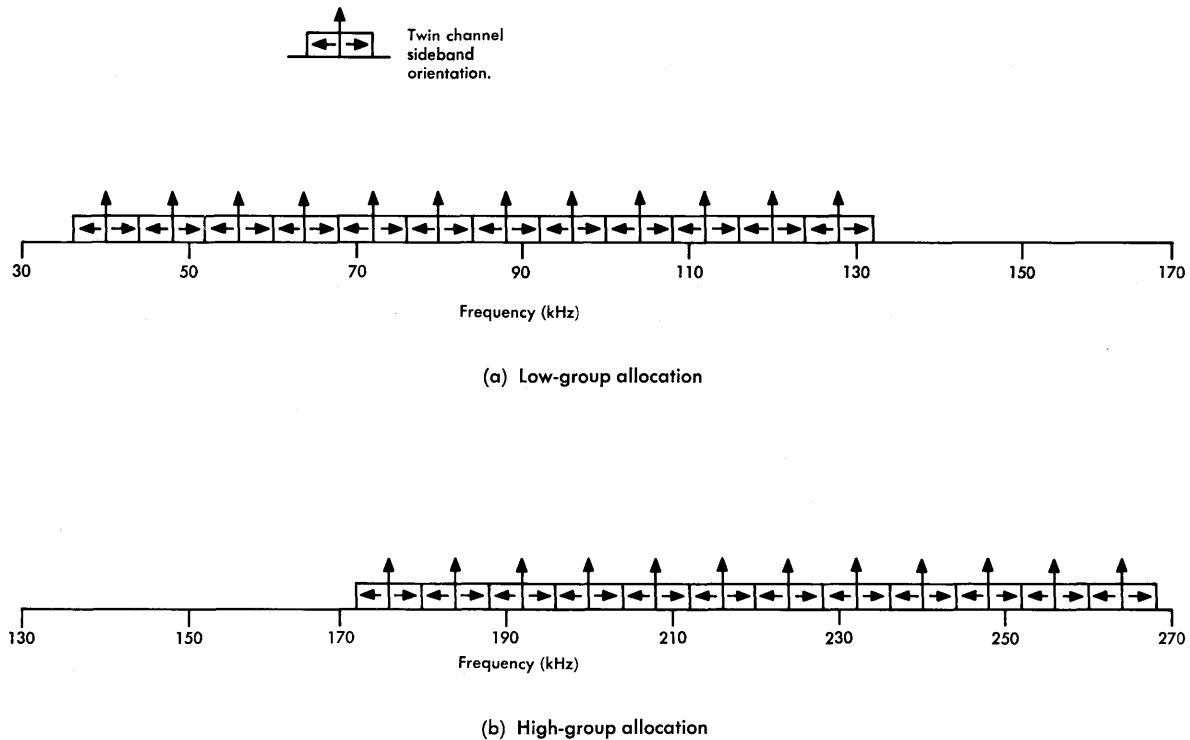 Twin channel
sideband
orientation.
30 50 70 90 110 130 150 170
Frequency (kHz)
(a) Low-group allocation
130 150 170 190 210 230 250 270
Frequency (kHz)
(b) High-group allocation